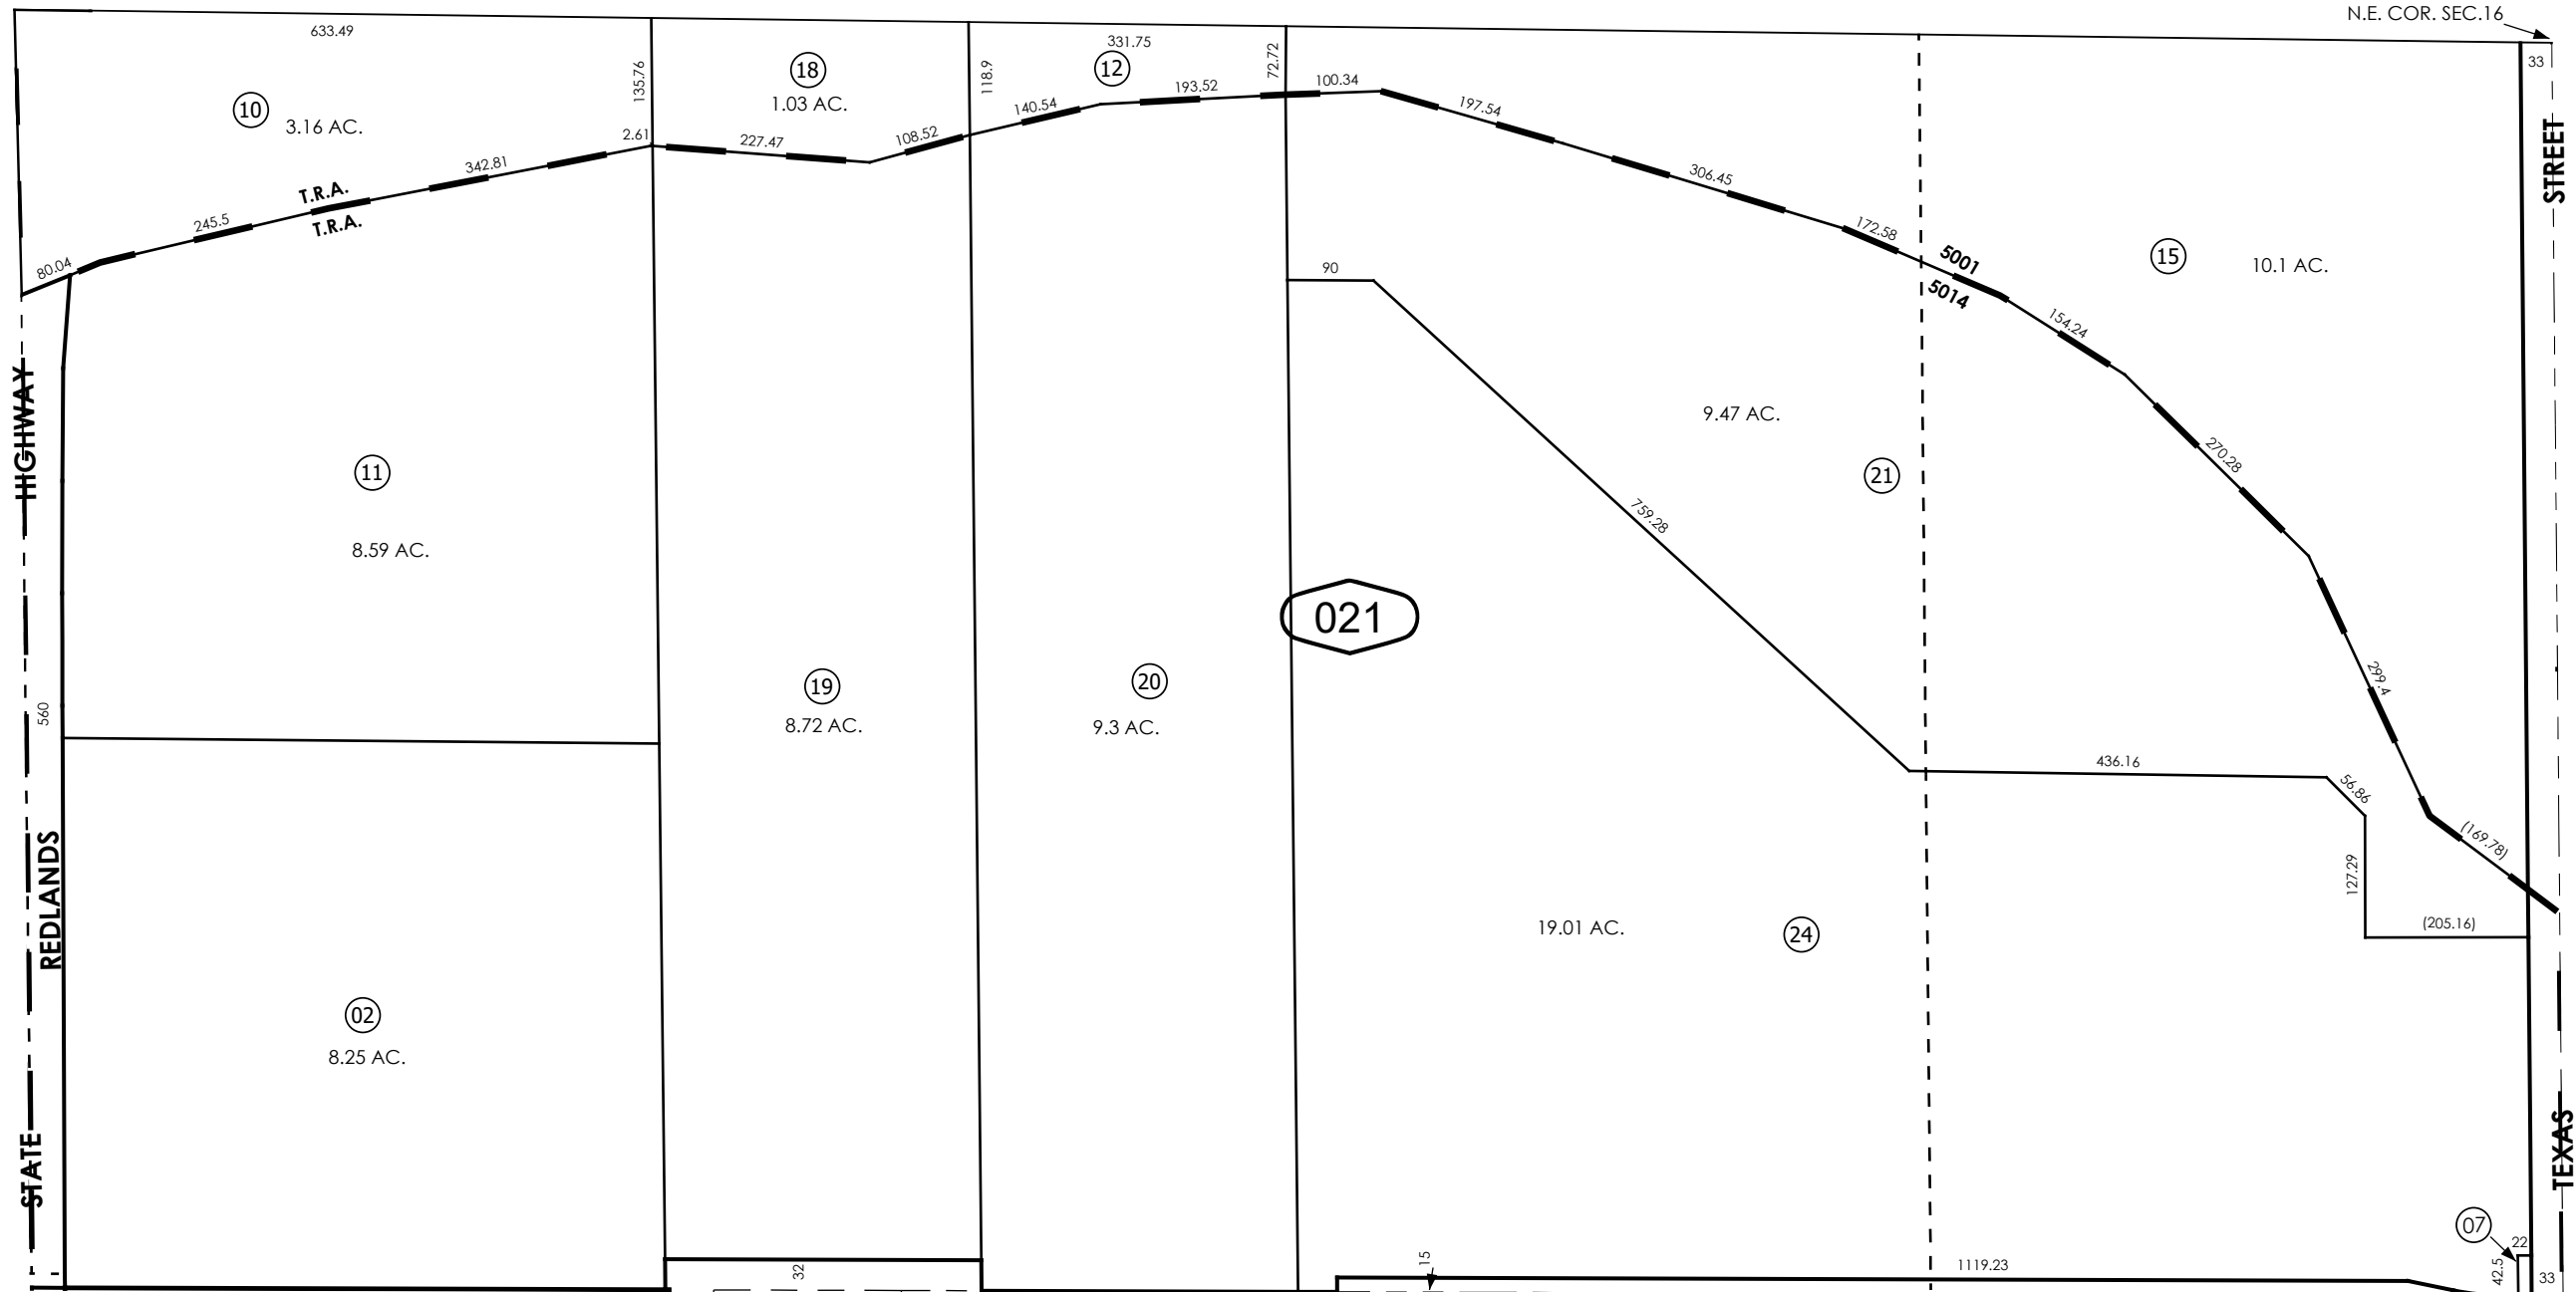 N.E. COR. SEC.16
633.49
331.75
33
135.76
18
1.03 AC.
118.9
12
72.72
10
3.16 AC.
2.61
227.47
108.52
140.54
193.52
100.34
197.54
306.45
172.58
342.81
T.R.A.
T.R.A.
245.5
80.04
5001
5014
15
10.1 AC.
STREET
154.24
90
HIGHWAY
11
8.59 AC.
9.47 AC.
21
270.28
759.28
021
299.4
560
19
8.72 AC.
20
9.3 AC.
436.16
56.86
(169.78)
127.29
(205.16)
REDLANDS
19.01 AC.
24
02
8.25 AC.
STATE
TEXAS
07
22
42.5
33
32
15
1119.23